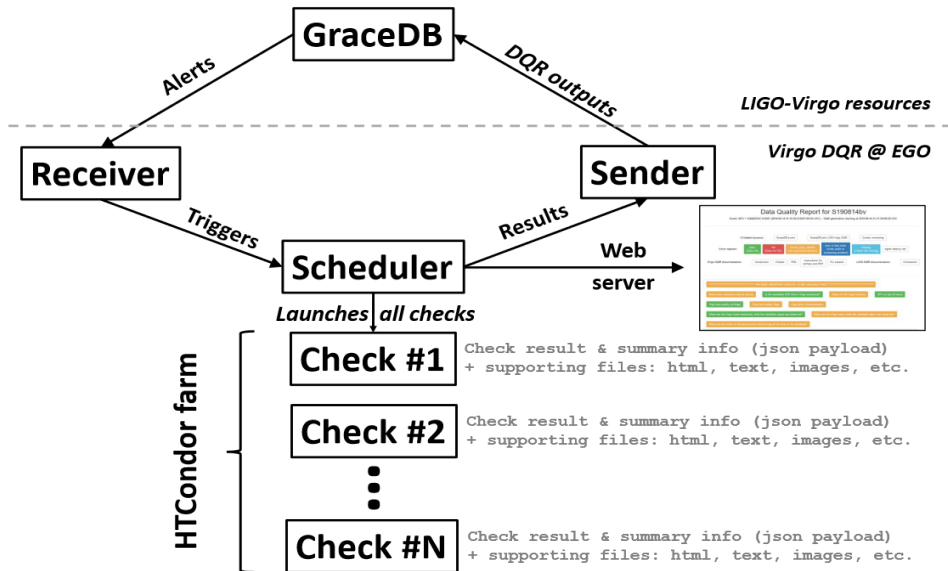 GraceDB
Alerts
DQR outputs
LIGO-Virgo resources
Virgo DQR @ EGO
Receiver
Sender
Triggers
Results
Scheduler
Web
server
Data Quality Report for S190814bv
Launches all checks
HTCondor farm
Check #1
Check result & summary info (json payload)
+ supporting files: html, text, images, etc.
Check #2
Check result & summary info (json payload)
+ supporting files: html, text, images, etc.
Check #N
Check result & summary info (json payload)
+ supporting files: html, text, images, etc.